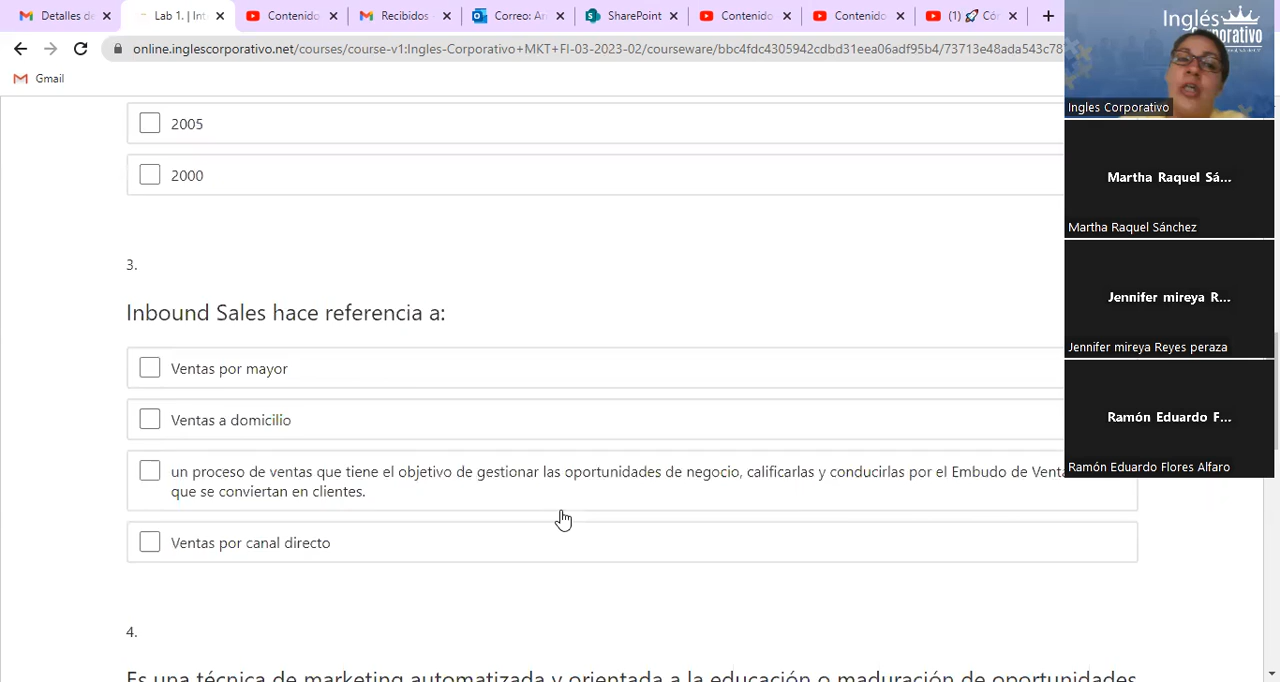 Detalles de
Lab 1. | Int
Contenido
Recibidos
Correo: An
SharePoint
Contenido
Contenido
(1) 🚀 Có
online.inglescorporativo.net/courses/course-v1:Ingles-Corporativo+MKT+FI-03-2023-02/courseware/bbc4fdc4305942cdbd31eea06adf95b4/73713e48ada543c78
Gmail
Inglés
Corporativo
Ingles Corporativo
Martha Raquel Sá...
Martha Raquel Sánchez
Jennifer mireya R...
Jennifer mireya Reyes peraza
Ramón Eduardo F...
Ramón Eduardo Flores Alfaro
2005
2000
3.
Inbound Sales hace referencia a:
Ventas por mayor
Ventas a domicilio
un proceso de ventas que tiene el objetivo de gestionar las oportunidades de negocio, calificarlas y conducirlas por el Embudo de Venta
que se conviertan en clientes.
Ventas por canal directo
4.
Es una técnica de marketing automatizada y orientada a la educación o maduración de oportunidades